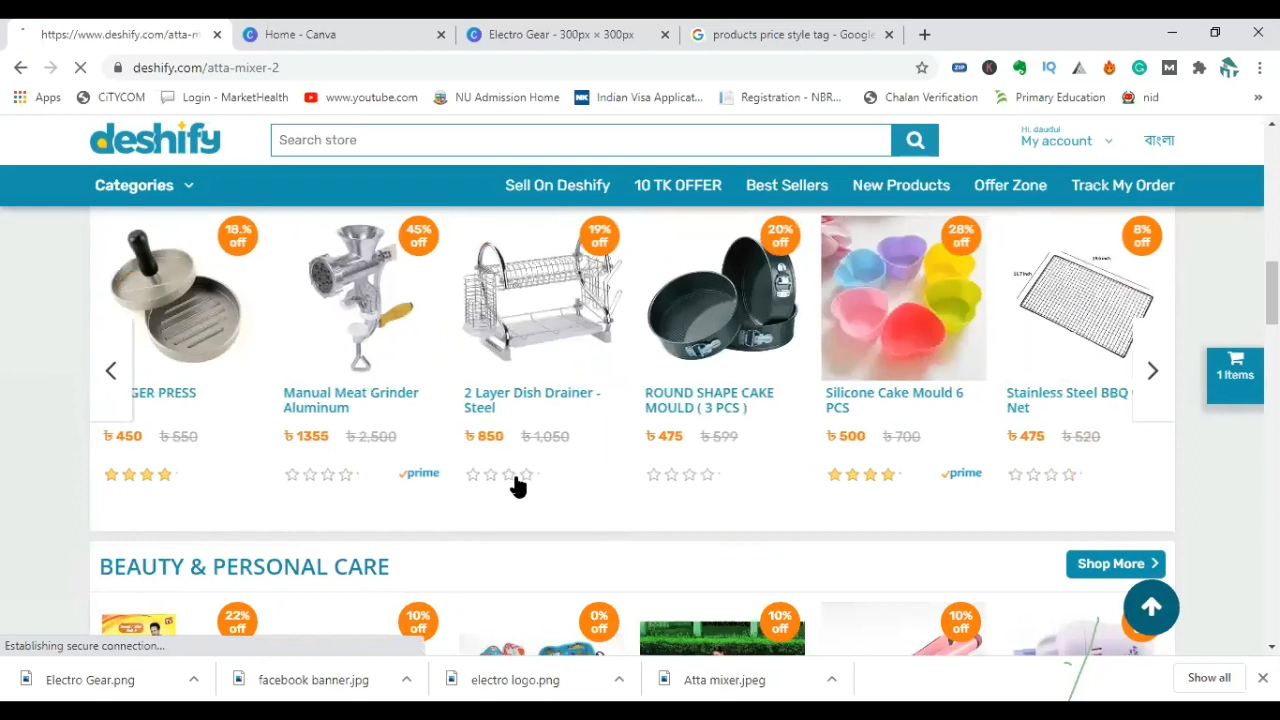 https://www.deshify.com/atta-m
Home - Canva
Electro Gear - 300px × 300px
products price style tag - Google
deshify.com/atta-mixer-2
ZIP
K
IQ
M
Apps
CiTYCOM
Login - MarketHealth
www.youtube.com
NU Admission Home
NK
Indian Visa Applicat...
Registration - NBR...
Chalan Verification
Primary Education
nid
»
deshify
Search store
Hi, daudul
My account
বাংলা
Categories
Sell On Deshify
10 TK OFFER
Best Sellers
New Products
Offer Zone
Track My Order
18.% off
45% off
19% off
20% off
28% off
8% off
1 Items
GER PRESS
Manual Meat Grinder Aluminum
2 Layer Dish Drainer - Steel
ROUND SHAPE CAKE MOULD ( 3 PCS )
Silicone Cake Mould 6 PCS
Stainless Steel BBQ
Net
৳ 450 ৳ 550
৳ 1355 ৳ 2,500
৳ 850 ৳ 1,050
৳ 475 ৳ 599
৳ 500 ৳ 700
৳ 475 ৳ 520
prime
prime
BEAUTY & PERSONAL CARE
Shop More
22% off
10% off
0% off
10% off
10% off
Establishing secure connection...
Electro Gear.png
facebook banner.jpg
electro logo.png
Atta mixer.jpeg
Show all